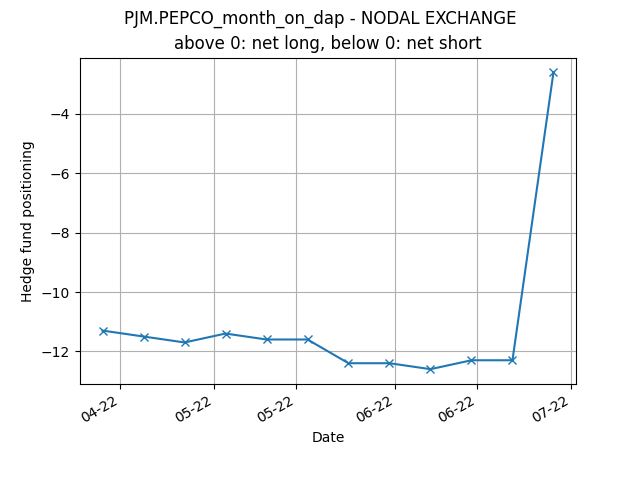 PJM.PEPCO_month_on_dap - NODAL EXCHANGE
above 0: net long, below 0: net short
Hedge fund positioning
−4
−6
−8
−10
−12
04-22
05-22
05-22
06-22
06-22
07-22
Date